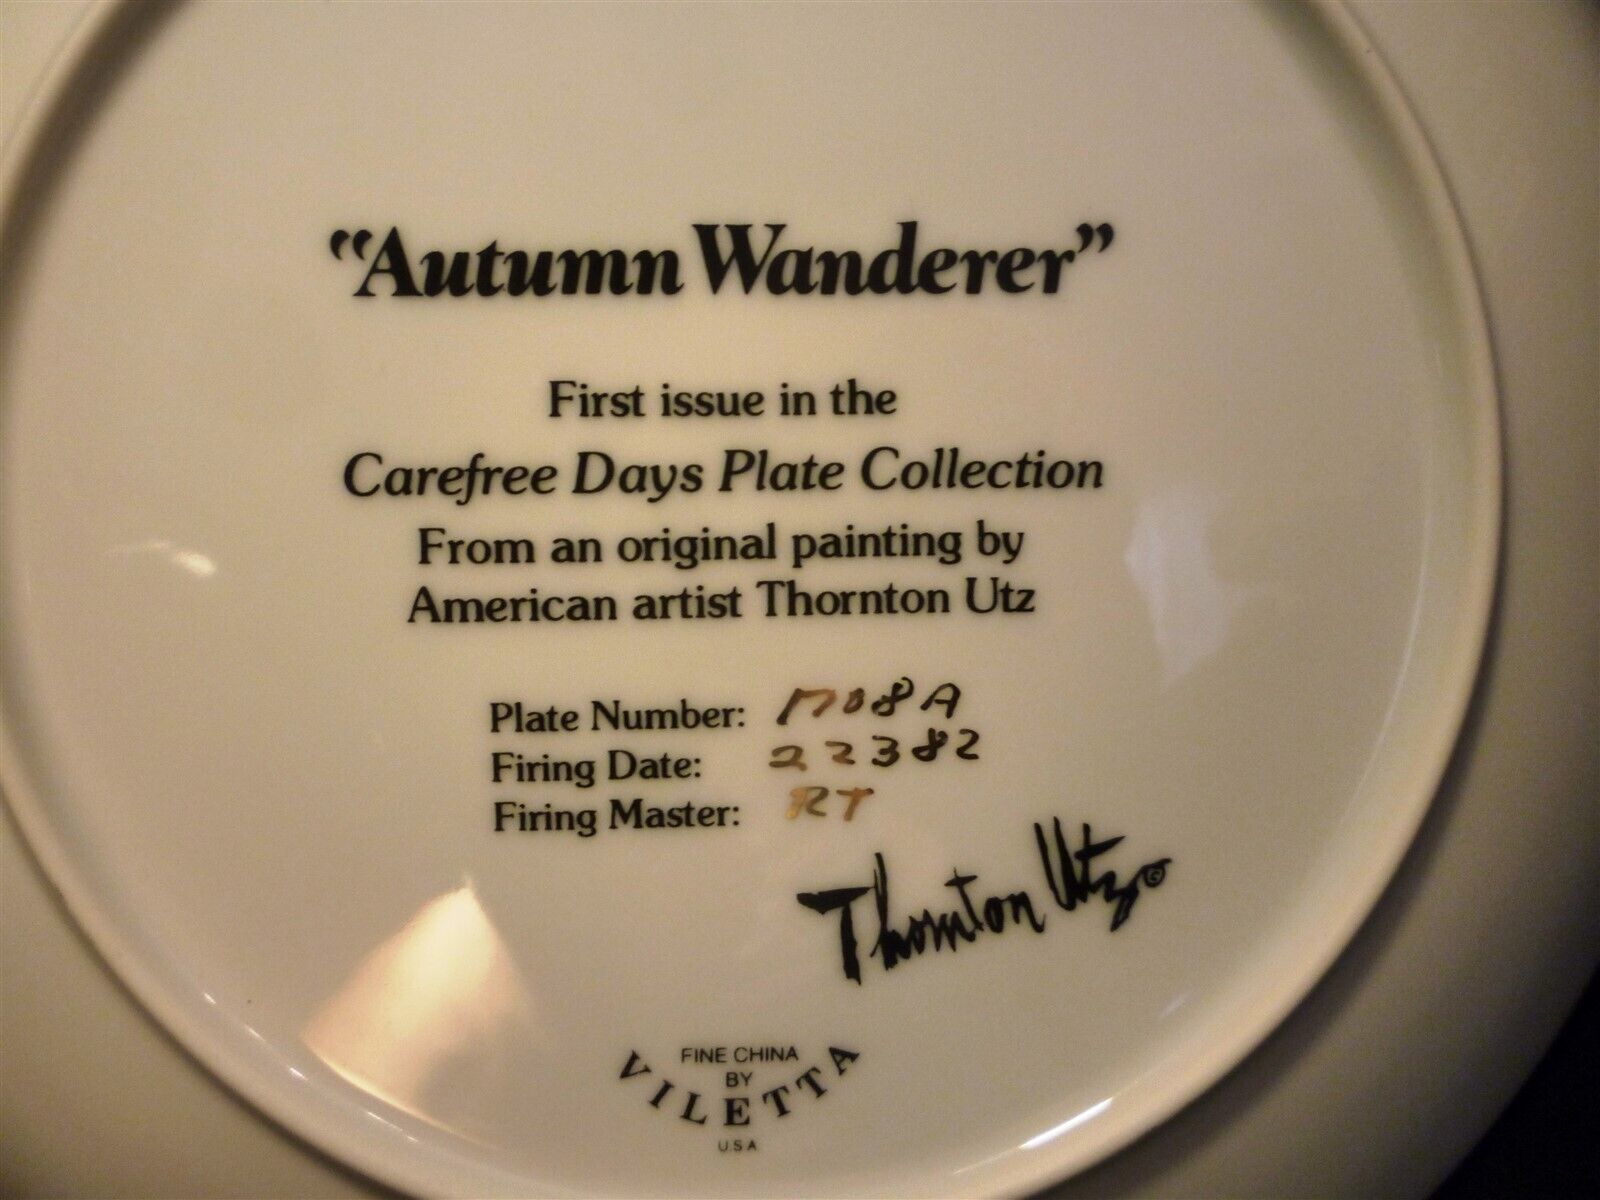 “Autumn Wanderer”
First issue in the
Carefree Days Plate Collection
From an original painting by
American artist Thornton Utz
Plate Number: 1708A
Firing Date: 22382
Firing Master: RT
Thornton Utz ©
FINE CHINA
BY
VILETTA
U.S.A